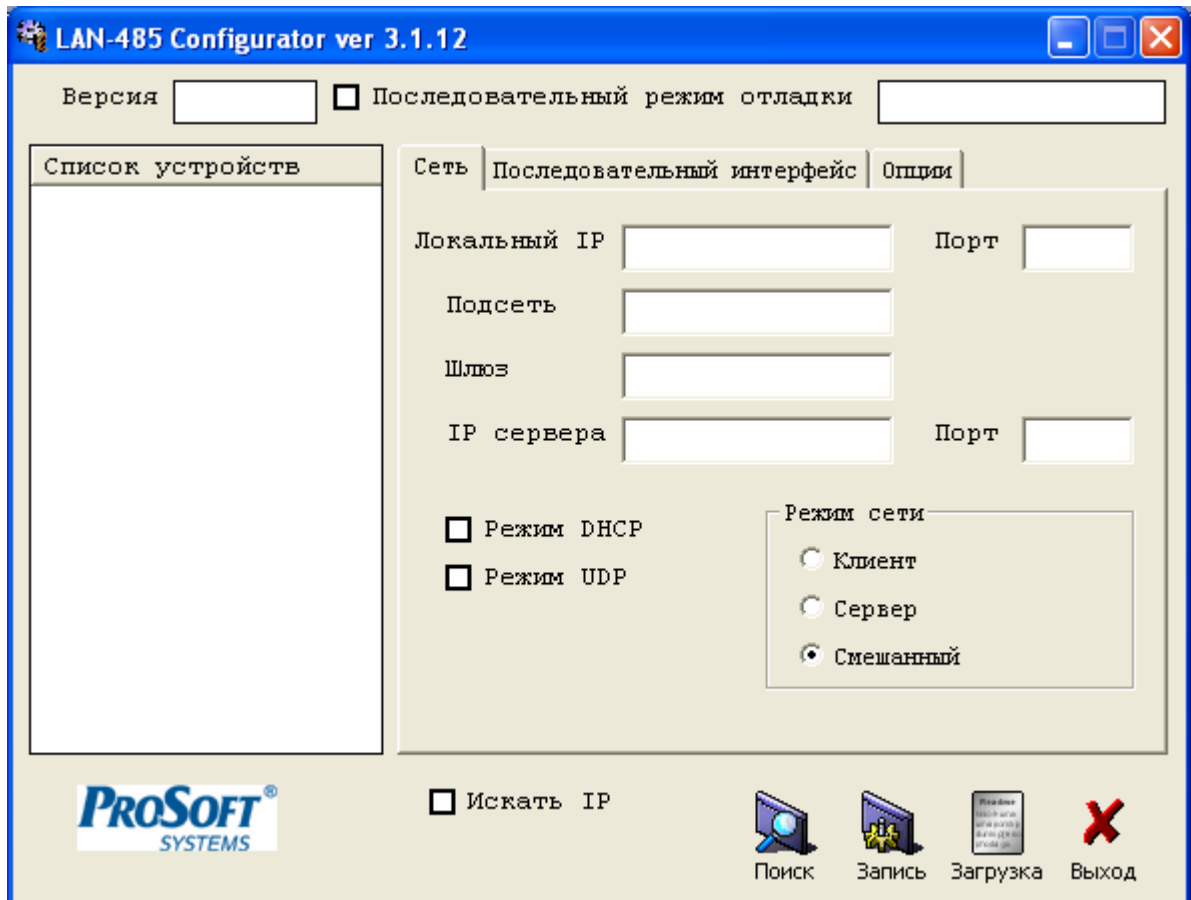 LAN-485 Configurator ver 3.1.12
Версия
Последовательный режим отладки
Список устройств
Сеть
Последовательный интерфейс
Опции
Локальный IP
Порт
Подсеть
Шлюз
IP сервера
Порт
Режим DHCP
Режим UDP
Режим сети
Клиент
Сервер
Смешанный
PROSOFT®
SYSTEMS
Искать IP
Readme
Поиск
Запись
Загрузка
Выход